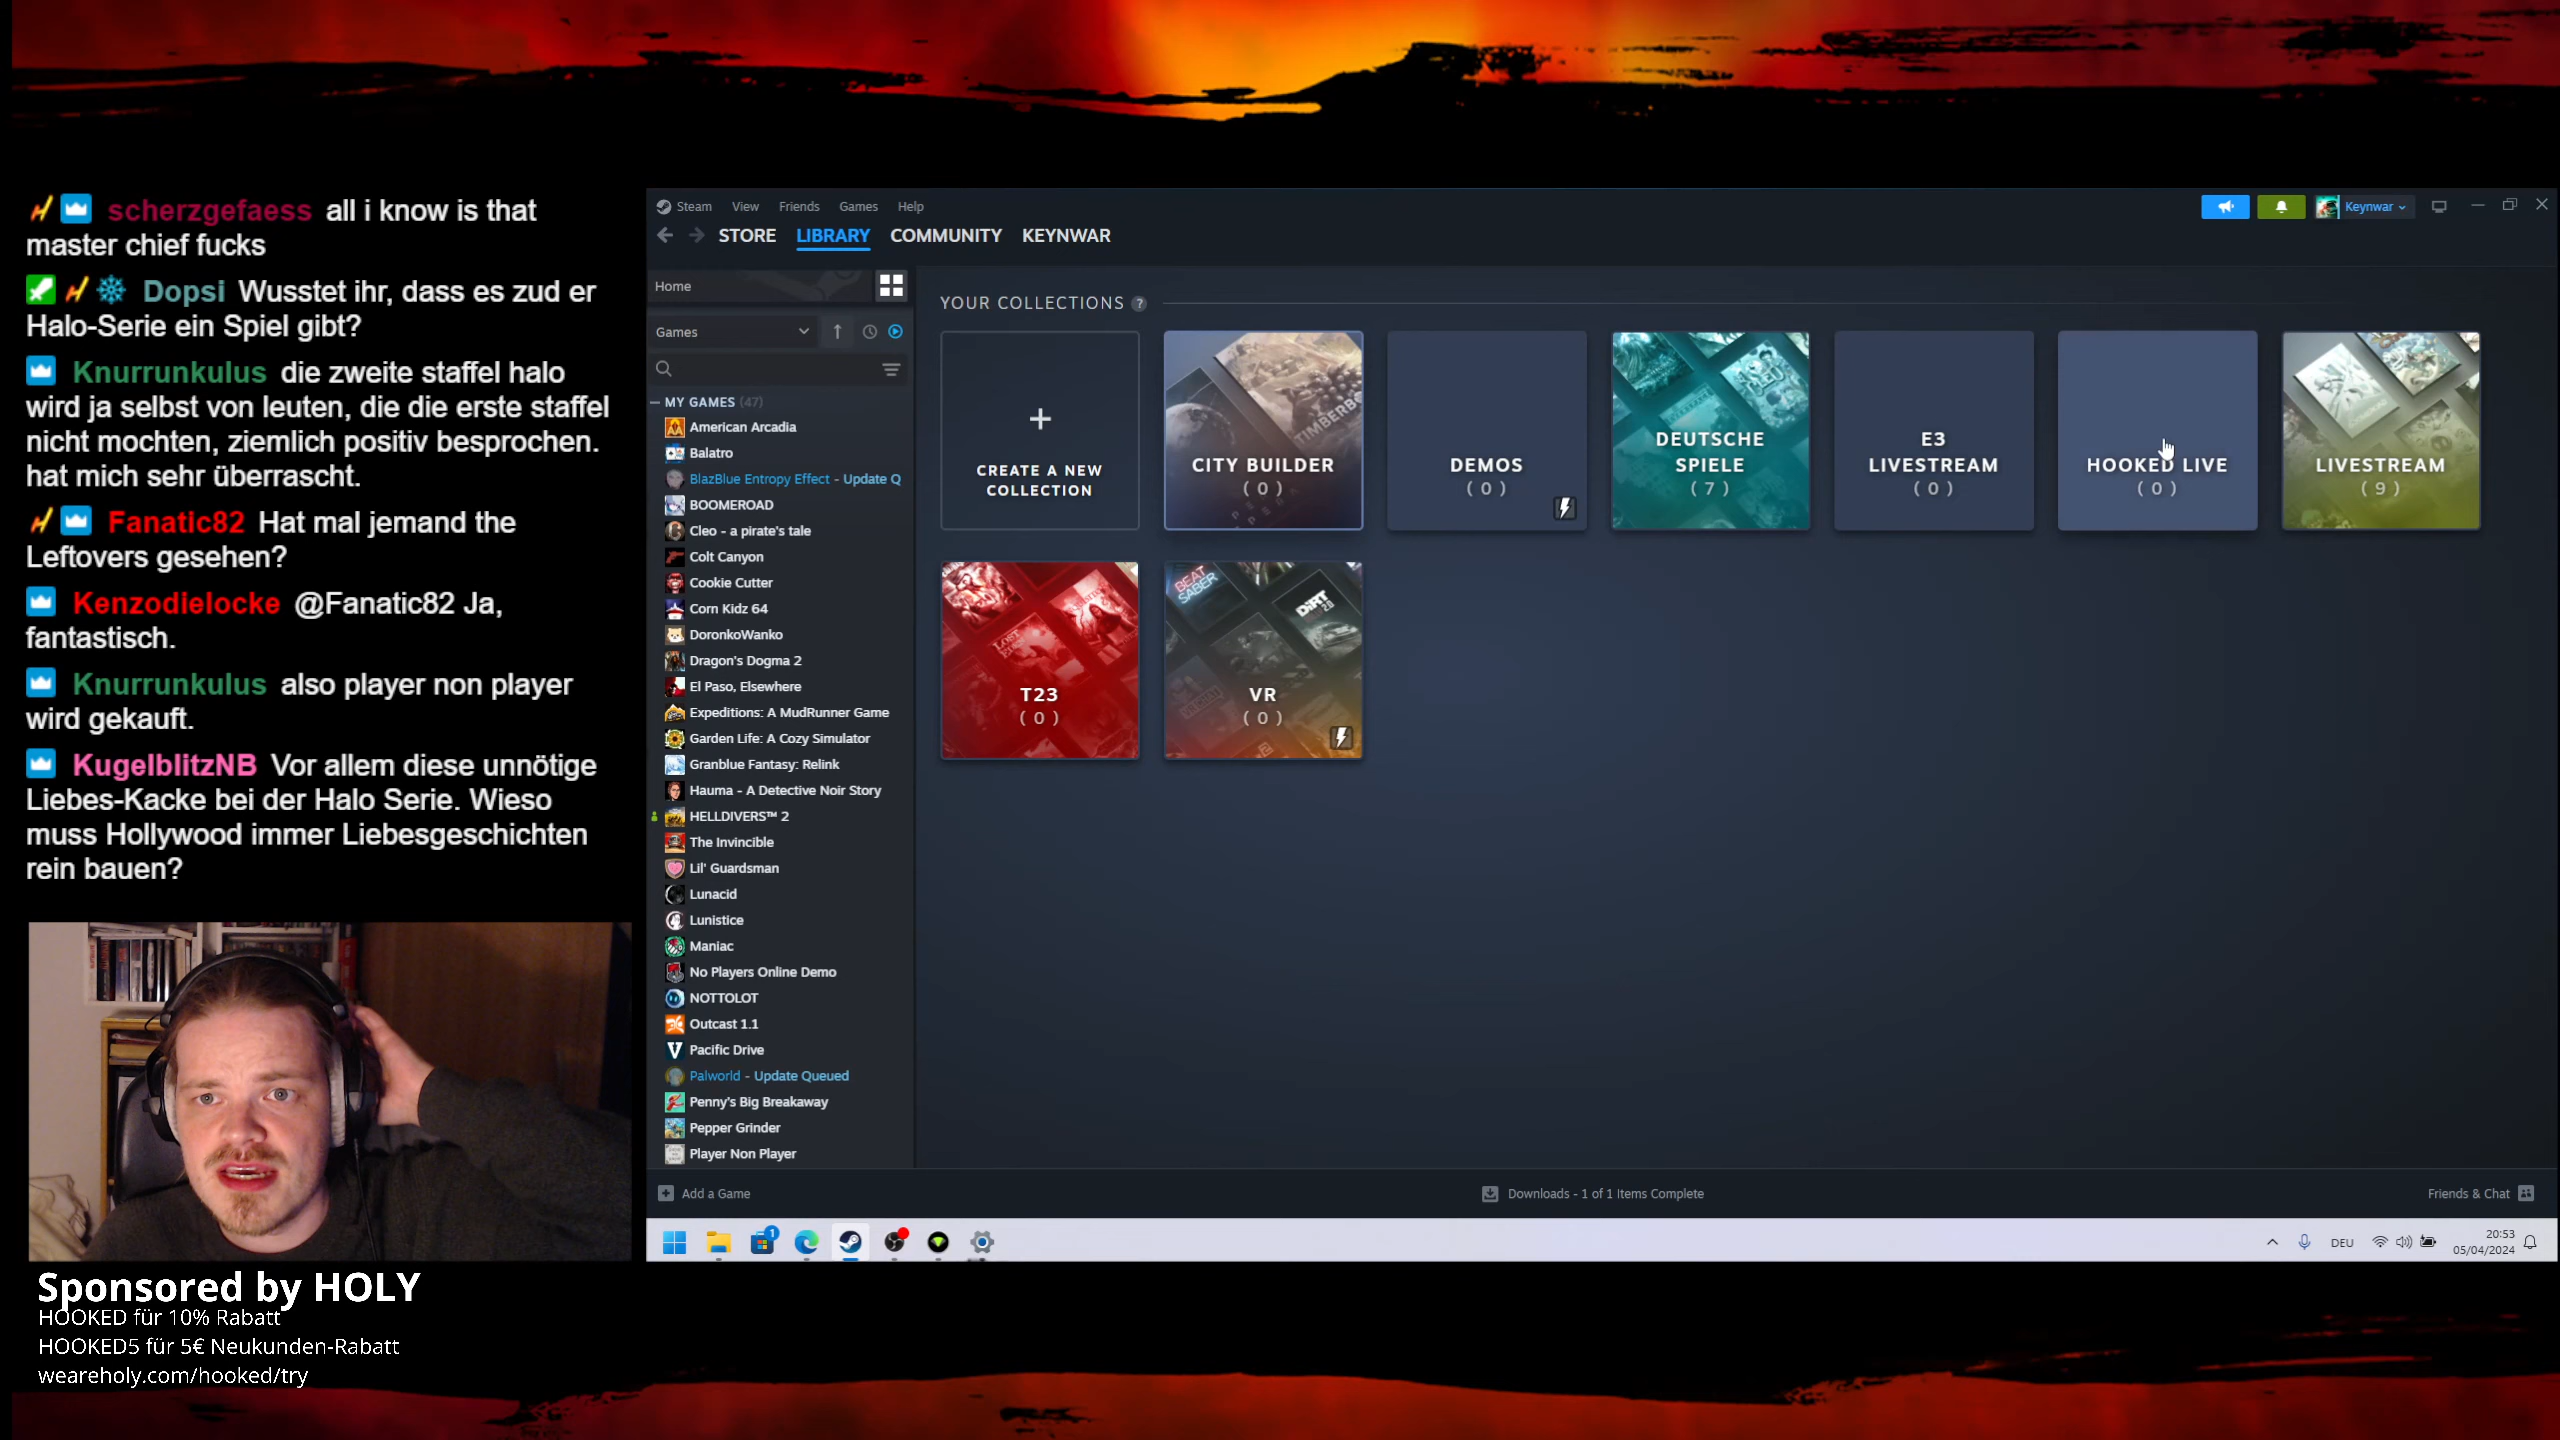 scherzgefaess all i know is that
master chief fucks
Dopsi Wusstet ihr, dass es zud er
Halo-Serie ein Spiel gibt?
Knurrunkulus die zweite staffel halo
wird ja selbst von leuten, die die erste staffel
nicht mochten, ziemlich positiv besprochen.
hat mich sehr überrascht.
Fanatic82 Hat mal jemand the
Leftovers gesehen?
Kenzodielocke @Fanatic82 Ja,
fantastisch.
Knurrunkulus also player non player
wird gekauft.
KugelblitzNB Vor allem diese unnötige
Liebes-Kacke bei der Halo Serie. Wieso
muss Hollywood immer Liebesgeschichten
rein bauen?
Sponsored by HOLY
HOOKED für 10% Rabatt
HOOKED5 für 5€ Neukunden-Rabatt
weareholy.com/hooked/try
Steam View Friends Games Help
Keynwar
STORE LIBRARY COMMUNITY KEYNWAR
Home
Games
MY GAMES (47)
American Arcadia
Balatro
BlazBlue Entropy Effect - Update Q
BOOMEROAD
Cleo - a pirate's tale
Colt Canyon
Cookie Cutter
Corn Kidz 64
DoronkoWanko
Dragon's Dogma 2
El Paso, Elsewhere
Expeditions: A MudRunner Game
Garden Life: A Cozy Simulator
Granblue Fantasy: Relink
Hauma - A Detective Noir Story
HELLDIVERS™ 2
The Invincible
Lil' Guardsman
Lunacid
Lunistice
Maniac
No Players Online Demo
NOTTOLOT
Outcast 1.1
Pacific Drive
Palworld - Update Queued
Penny's Big Breakaway
Pepper Grinder
Player Non Player
YOUR COLLECTIONS ?
+
CREATE A NEW
COLLECTION
TIMBERBO
CITY BUILDER
( 0 )
DEMOS
( 0 )
DEUTSCHE
SPIELE
( 7 )
E3
LIVESTREAM
( 0 )
HOOKED LIVE
( 0 )
LIVESTREAM
( 9 )
T23
( 0 )
BEAT
SABER
DiRT
2.0
VR
( 0 )
Add a Game
Downloads - 1 of 1 Items Complete
Friends & Chat
1
DEU
20:53
05/04/2024